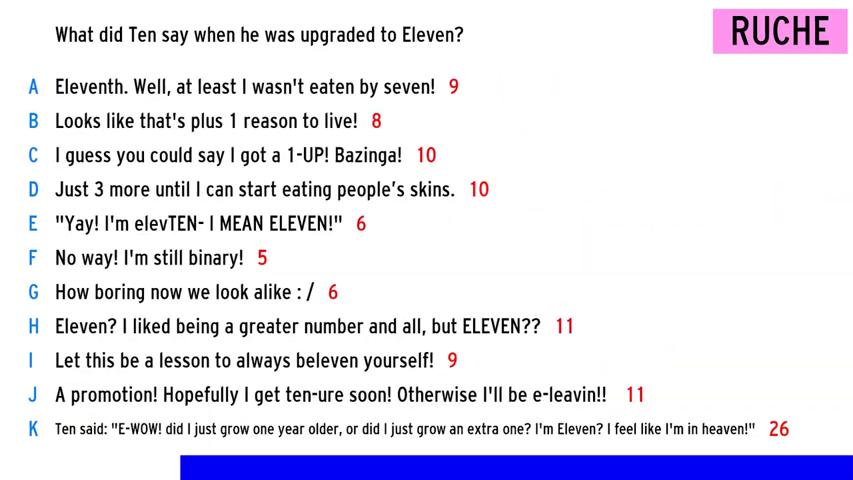 What did Ten say when he was upgraded to Eleven?
RUCHE
A Eleventh. Well, at least I wasn't eaten by seven! 9
B Looks like that's plus 1 reason to live! 8
C I guess you could say I got a 1-UP! Bazinga! 10
D Just 3 more until I can start eating people’s skins. 10
E "Yay! I'm elevTEN- I MEAN ELEVEN!" 6
F No way! I'm still binary! 5
G How boring now we look alike : / 6
H Eleven? I liked being a greater number and all, but ELEVEN?? 11
I Let this be a lesson to always beleven yourself! 9
J A promotion! Hopefully I get ten-ure soon! Otherwise I'll be e-leavin!! 11
K Ten said: "E-WOW! did I just grow one year older, or did I just grow an extra one? I'm Eleven? I feel like I'm in heaven!" 26